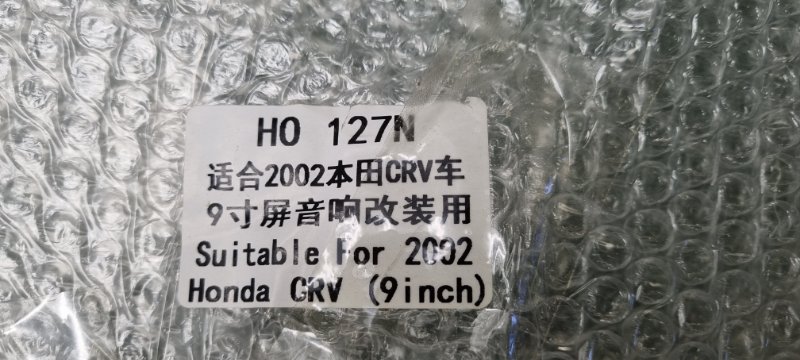 HO 127N
适合2002本田CRV车
9寸屏音响改装用
Suitable For 2002
Honda CRV (9inch)